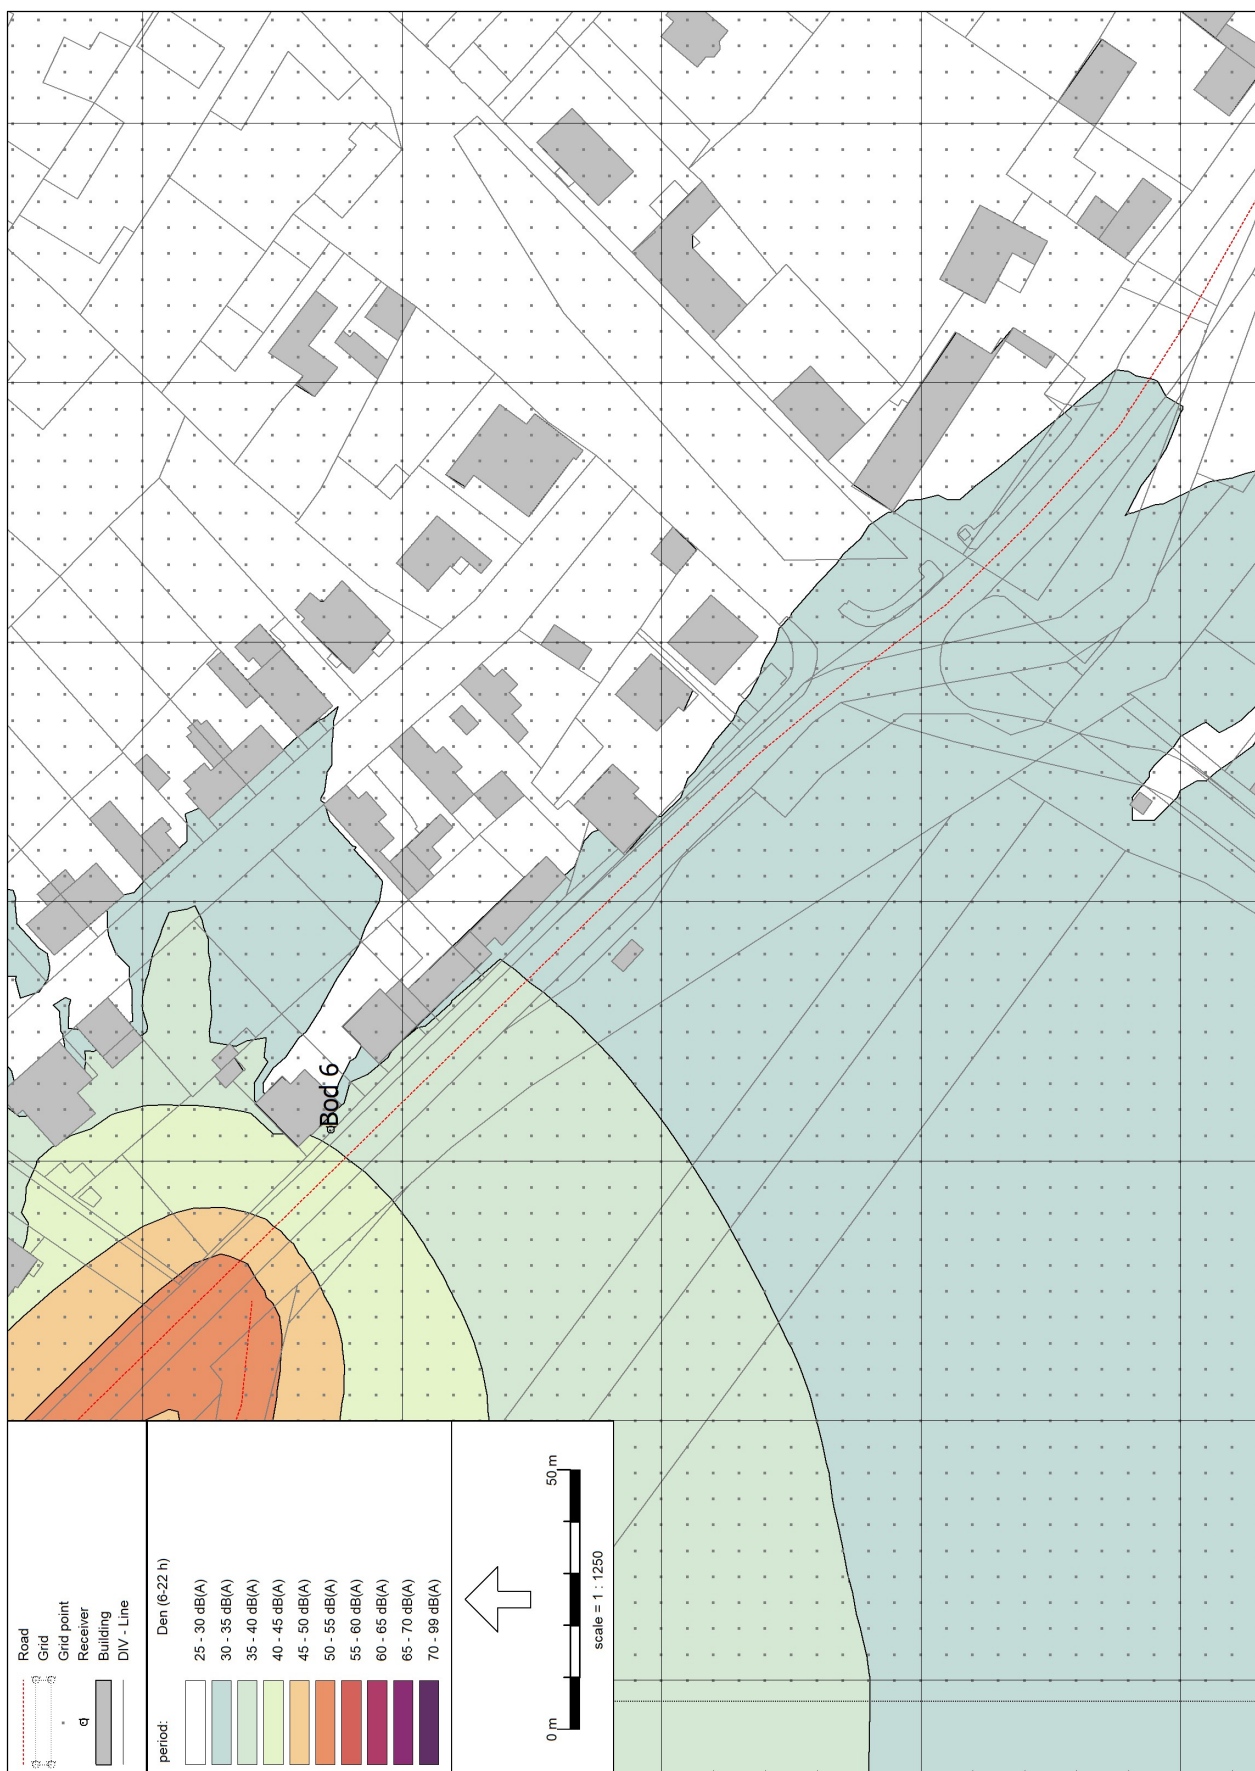 Road
Grid
Grid point
Receiver
Building
DIV - Line
period: Den (6-22 h)
25 - 30 dB(A)
30 - 35 dB(A)
35 - 40 dB(A)
40 - 45 dB(A)
45 - 50 dB(A)
50 - 55 dB(A)
55 - 60 dB(A)
60 - 65 dB(A)
65 - 70 dB(A)
70 - 99 dB(A)
0 m 50 m
scale = 1 : 1250
Bod 6